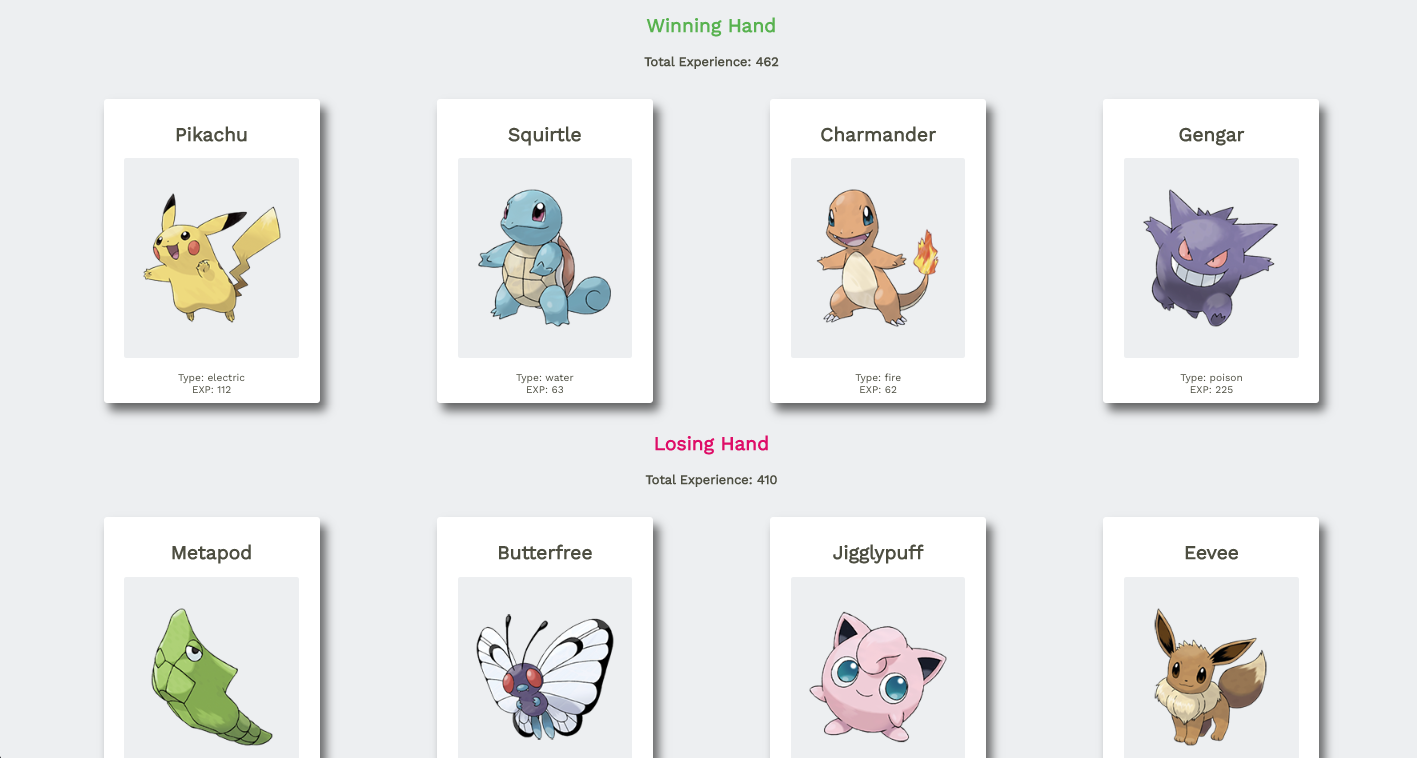 Winning Hand
Total Experience: 462
Pikachu
Type: electric
EXP: 112
Squirtle
Type: water
EXP: 63
Charmander
Type: fire
EXP: 62
Gengar
Type: poison
EXP: 225
Losing Hand
Total Experience: 410
Metapod
Butterfree
Jigglypuff
Eevee